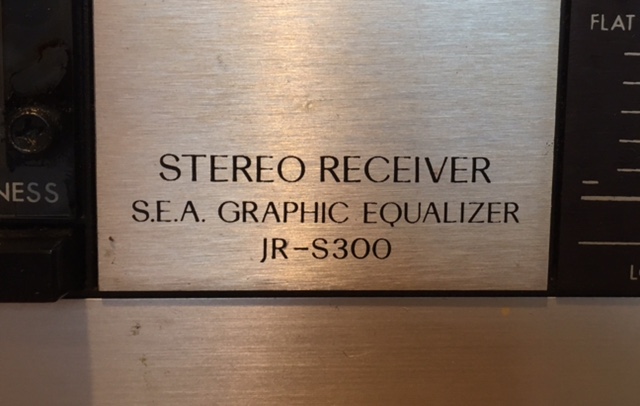 FLAT
STEREO RECEIVER
NESS
S.E.A. GRAPHIC EQUALIZER
JR-S300